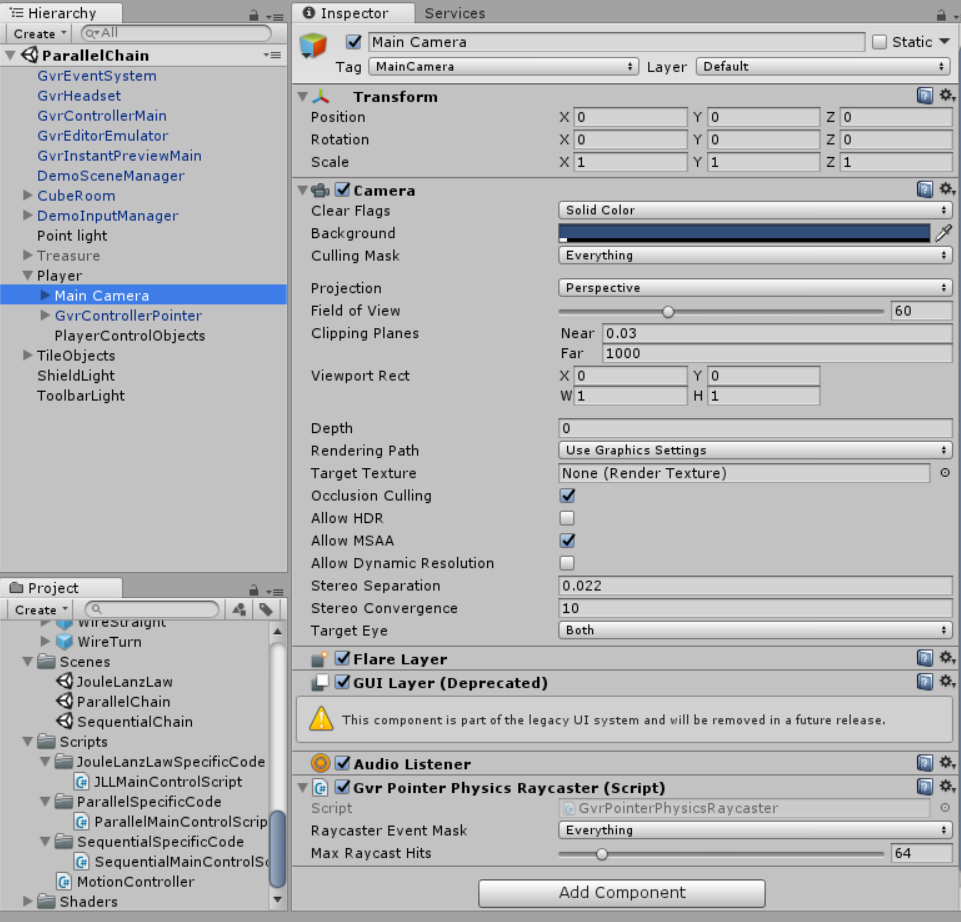 Hierarchy
Create
All
ParallelChain
GvrEventSystem
GvrHeadset
GvrControllerMain
GvrEditorEmulator
GvrInstantPreviewMain
DemoSceneManager
CubeRoom
DemoInputManager
Point light
Treasure
Player
Main Camera
GvrControllerPointer
PlayerControlObjects
TileObjects
ShieldLight
ToolbarLight
Project
Create
WireStraight
WireTurn
Scenes
JouleLanzLaw
ParallelChain
SequentialChain
Scripts
JouleLanzLawSpecificCode
JLLMainControlScript
ParallelSpecificCode
ParallelMainControlScrip
SequentialSpecificCode
SequentialMainControlSc
MotionController
Shaders
Inspector Services
Main Camera Static
Tag MainCamera Layer Default
Transform
Position X 0 Y 0 Z 0
Rotation X 0 Y 0 Z 0
Scale X 1 Y 1 Z 1
Camera
Clear Flags Solid Color
Background
Culling Mask Everything
Projection Perspective
Field of View 60
Clipping Planes Near 0.03
Far 1000
Viewport Rect X 0 Y 0
W 1 H 1
Depth 0
Rendering Path Use Graphics Settings
Target Texture None (Render Texture)
Occlusion Culling
Allow HDR
Allow MSAA
Allow Dynamic Resolution
Stereo Separation 0.022
Stereo Convergence 10
Target Eye Both
Flare Layer
GUI Layer (Deprecated)
This component is part of the legacy UI system and will be removed in a future release.
Audio Listener
Gvr Pointer Physics Raycaster (Script)
Script GvrPointerPhysicsRaycaster
Raycaster Event Mask Everything
Max Raycast Hits 64
Add Component